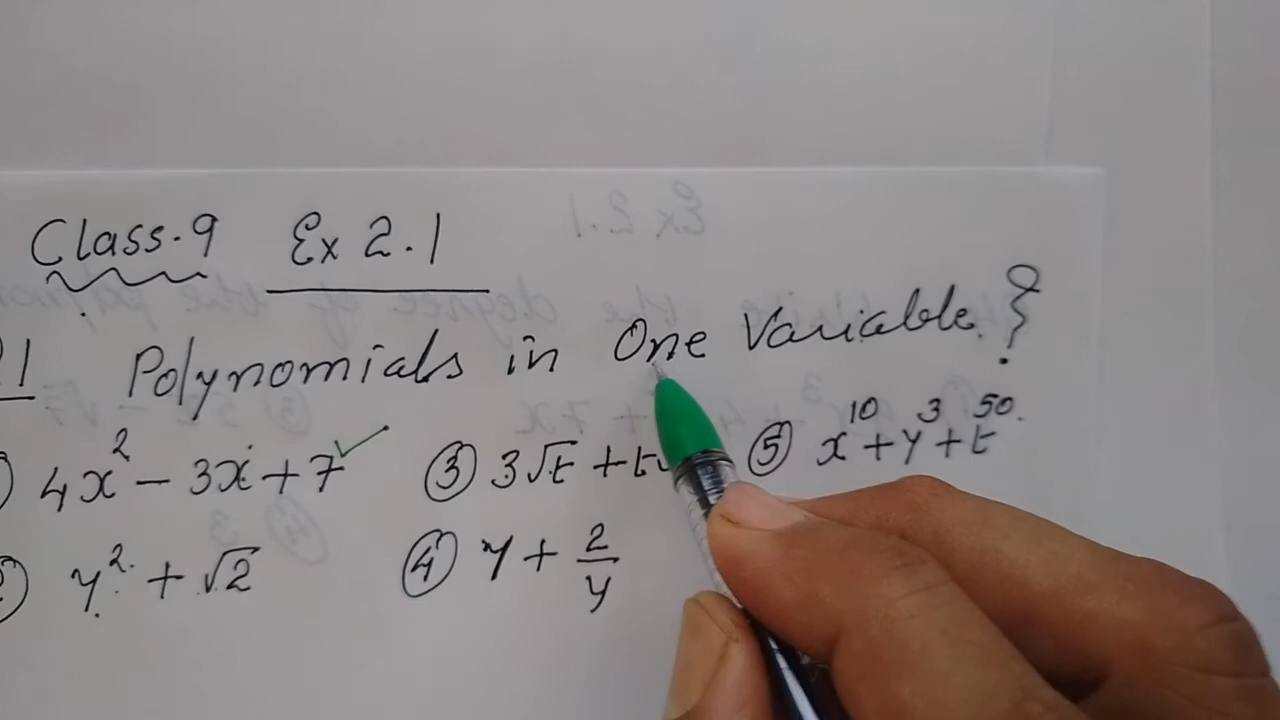 Class.9 Ex 2.1
1 Polynomials in One Variable.?
4x² - 3x + 7 ✓ ③ 3√t + t ⑤ x¹⁰ + y³ + t⁵⁰.
y² + √2 ④ y + 2/y